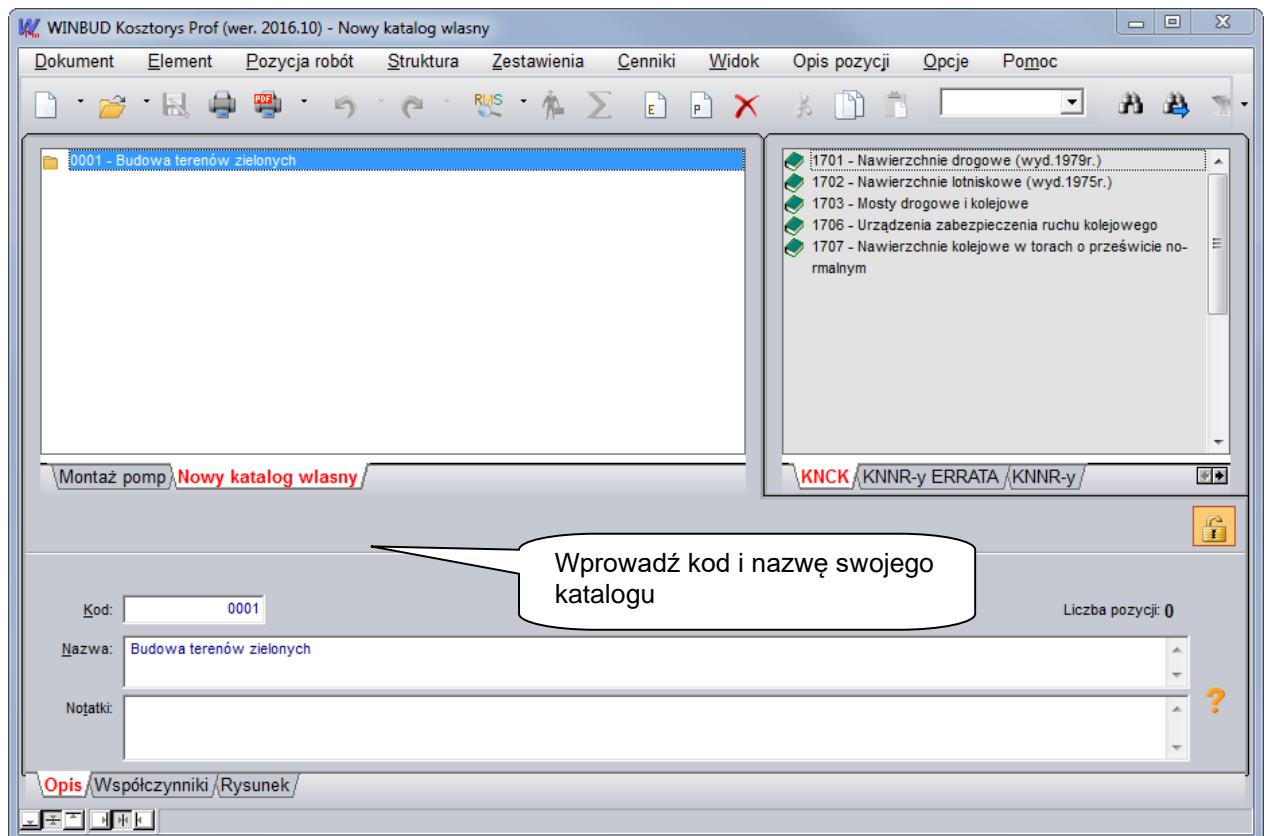 WINBUD Kosztorys Prof (wer. 2016.10) - Nowy katalog wlasny
Dokument Element Pozycja robót Struktura Zestawienia Cenniki Widok Opis pozycji Opcje Pomoc
PDF RMS E P
0001 - Budowa terenów zielonych
1701 - Nawierzchnie drogowe (wyd.1979r.)
1702 - Nawierzchnie lotniskowe (wyd.1975r.)
1703 - Mosty drogowe i kolejowe
1706 - Urządzenia zabezpieczenia ruchu kolejowego
1707 - Nawierzchnie kolejowe w torach o prześwicie no-
rmalnym
Montaż pomp Nowy katalog wlasny
KNCK KNNR-y ERRATA KNNR-y
Wprowadź kod i nazwę swojego
katalogu
Kod: 0001
Liczba pozycji: 0
Nazwa: Budowa terenów zielonych
Notatki:
?
Opis Współczynniki Rysunek